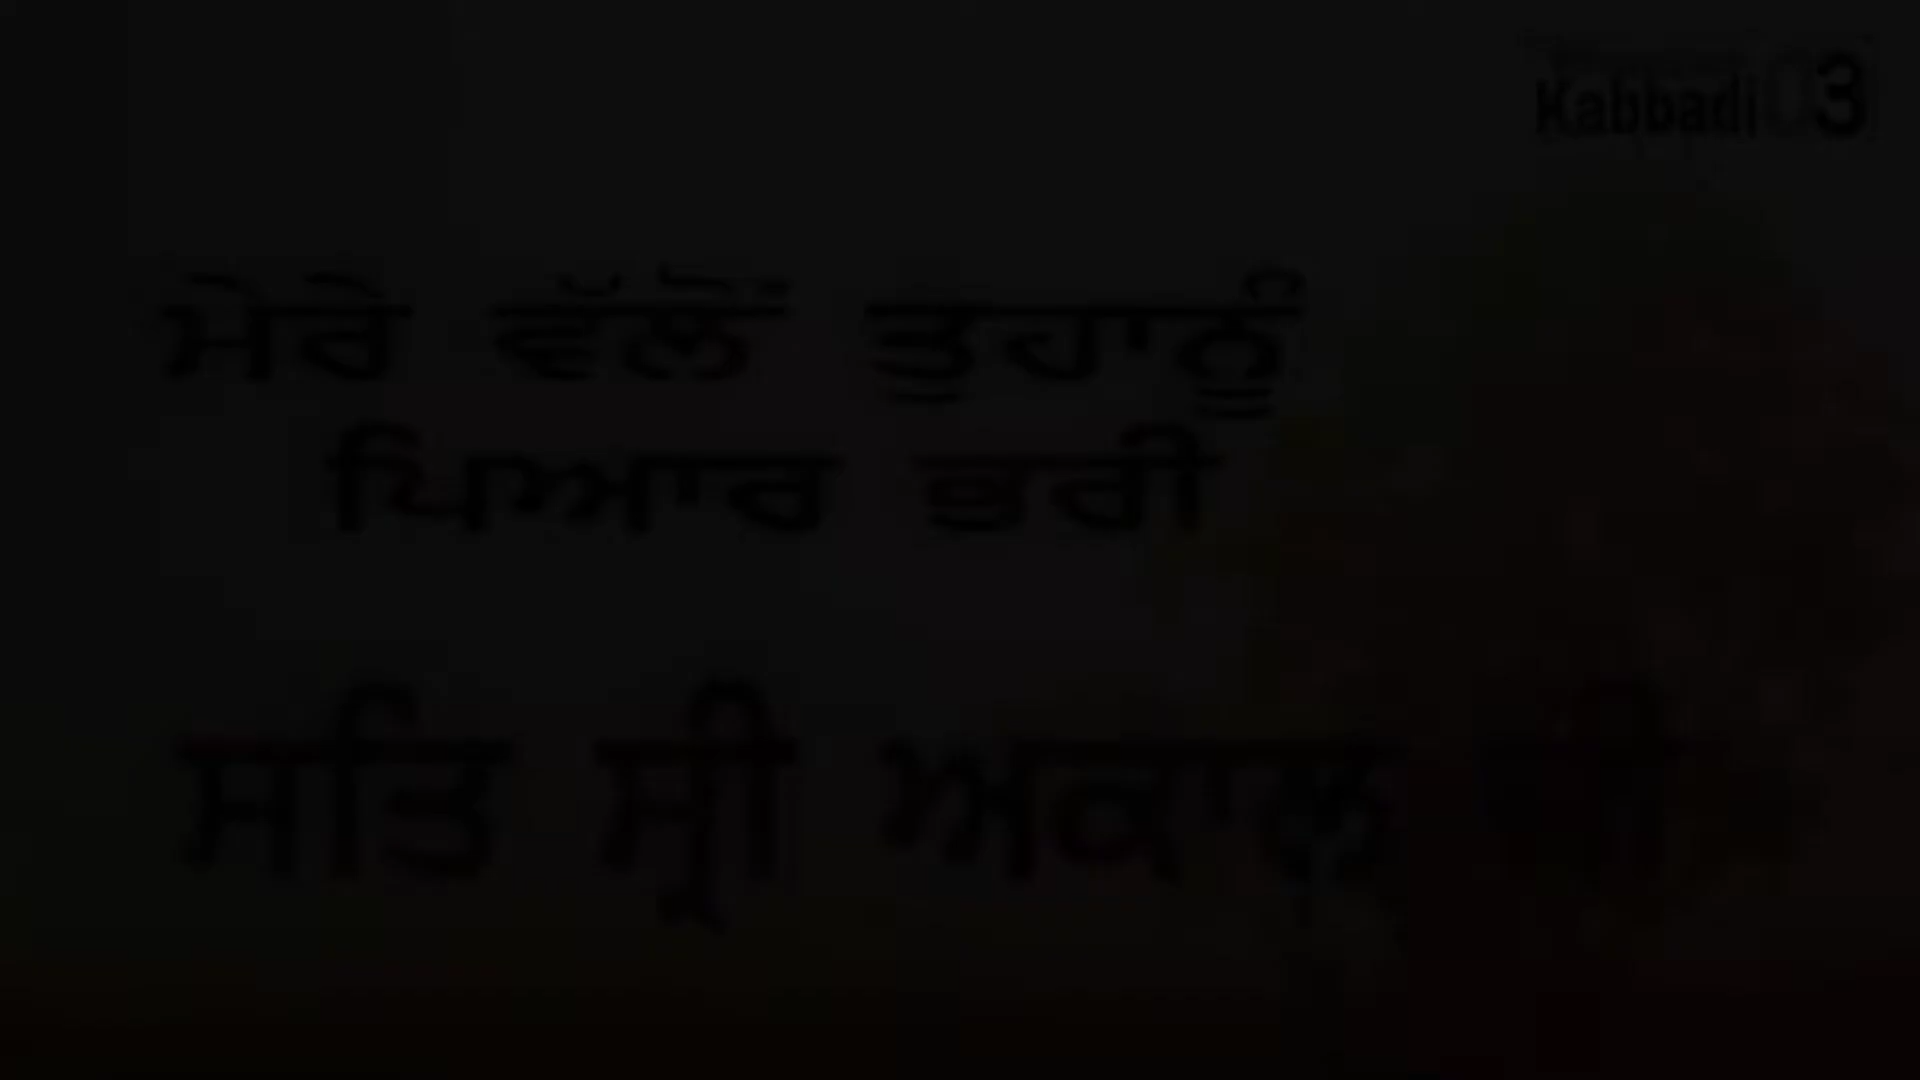 Kabbadi 3
ਮੇਰੇ ਵੱਲੋਂ ਤੁਹਾਨੂੰ
ਪਿਆਰ ਭਰੀ
ਸਤਿ ਸ੍ਰੀ ਅਕਾਲ ਜੀ